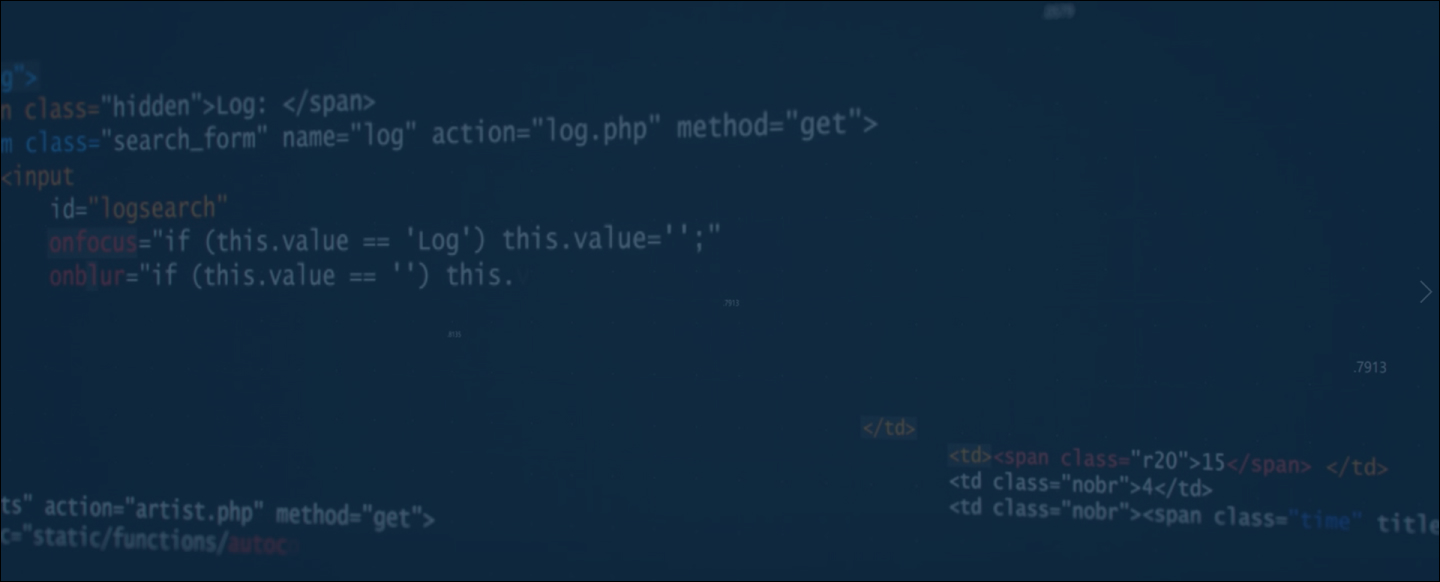 g">
n class="hidden">Log: </span>
m class="search_form" name="log" action="log.php" method="get">
<input
id="logsearch"
onfocus="if (this.value == 'Log') this.value='';"
onblur="if (this.value == '') this.
.7913
</td>
<td><span class="r20">15</span> </td>
<td class="nobr">4</td>
<td class="nobr"><span class="time" title
ts" action="artist.php" method="get">
c="static/functions/autoc